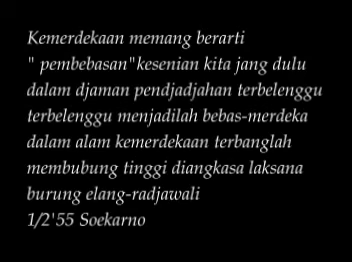 Kemerdekaan memang berarti
" pembebasan"kesenian kita jang dulu
dalam djaman pendjadjahan terbelenggu
terbelenggu menjadilah bebas-merdeka
dalam alam kemerdekaan terbanglah
membubung tinggi diangkasa laksana
burung elang-radjawali
1/2'55 Soekarno